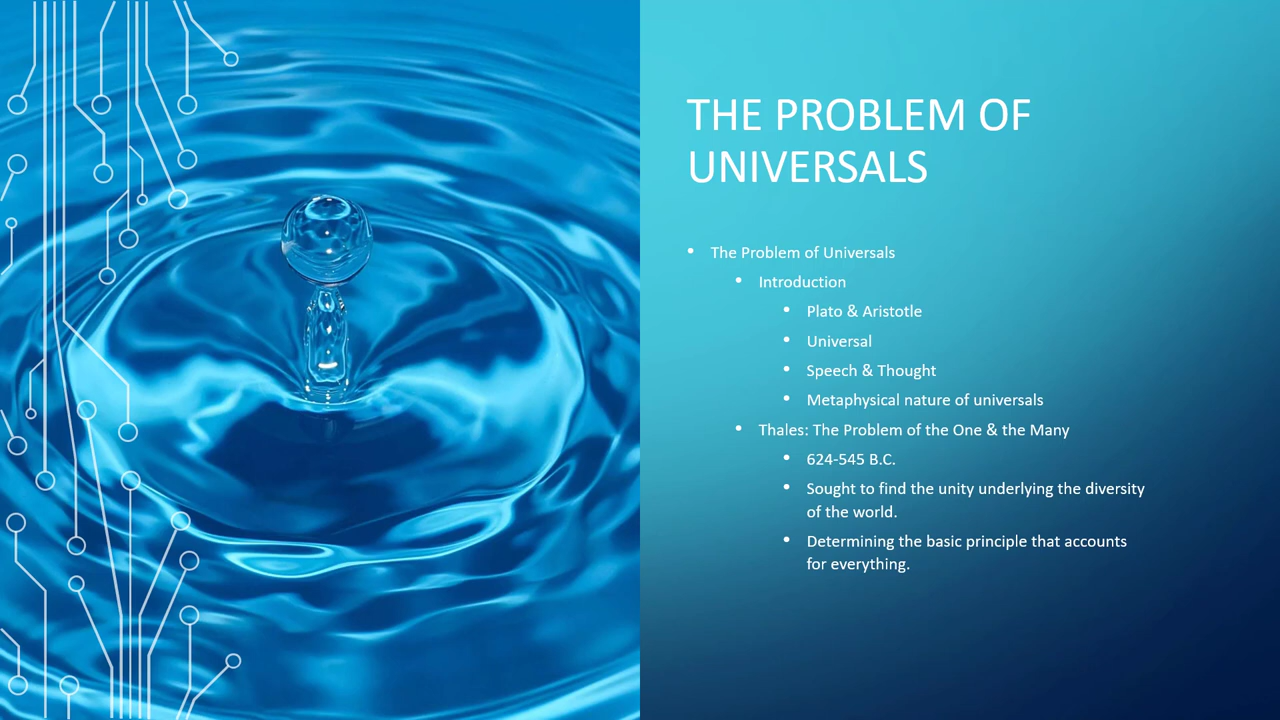 THE PROBLEM OF
UNIVERSALS
• The Problem of Universals
• Introduction
• Plato & Aristotle
• Universal
• Speech & Thought
• Metaphysical nature of universals
• Thales: The Problem of the One & the Many
• 624-545 B.C.
• Sought to find the unity underlying the diversity
of the world.
• Determining the basic principle that accounts
for everything.